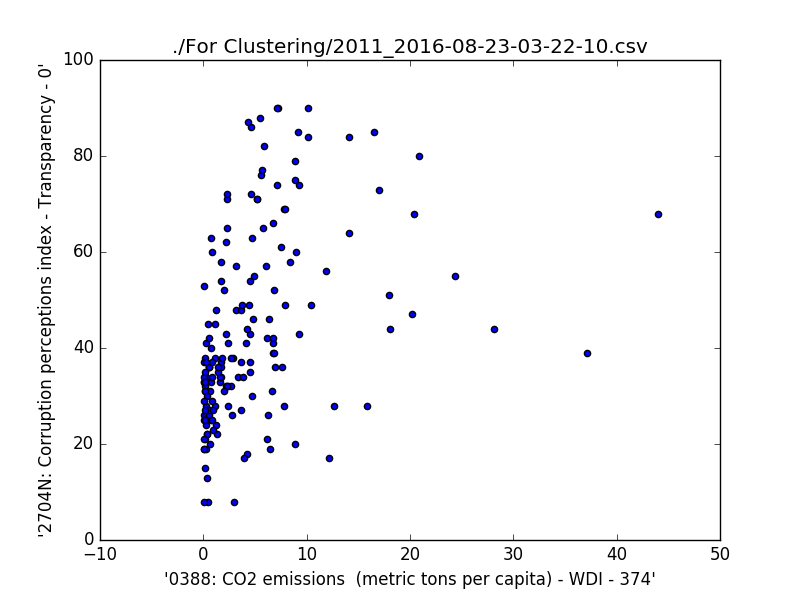 ./For Clustering/2011_2016-08-23-03-22-10.csv
'2704N: Corruption perceptions index - Transparency - 0'
100
80
60
40
20
0
−10 0 10 20 30 40 50
'0388: CO2 emissions  (metric tons per capita) - WDI - 374'